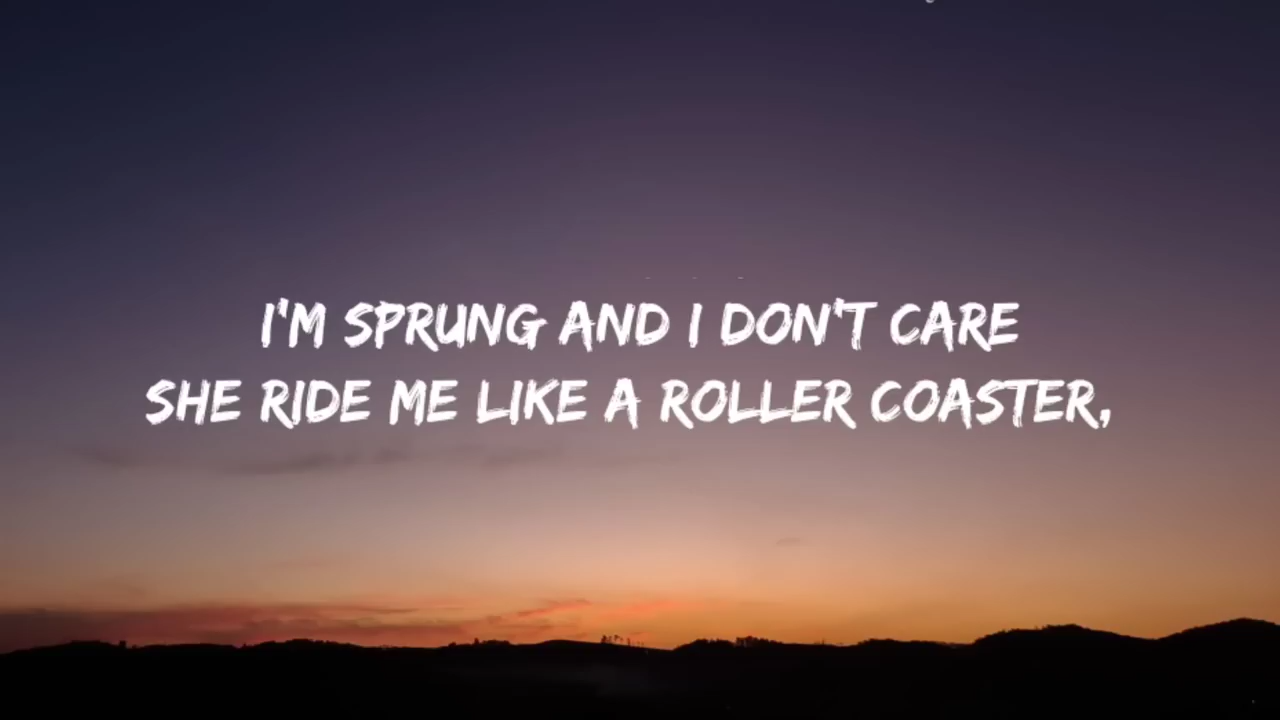 I'M SPRUNG AND I DON'T CARE
SHE RIDE ME LIKE A ROLLER COASTER,